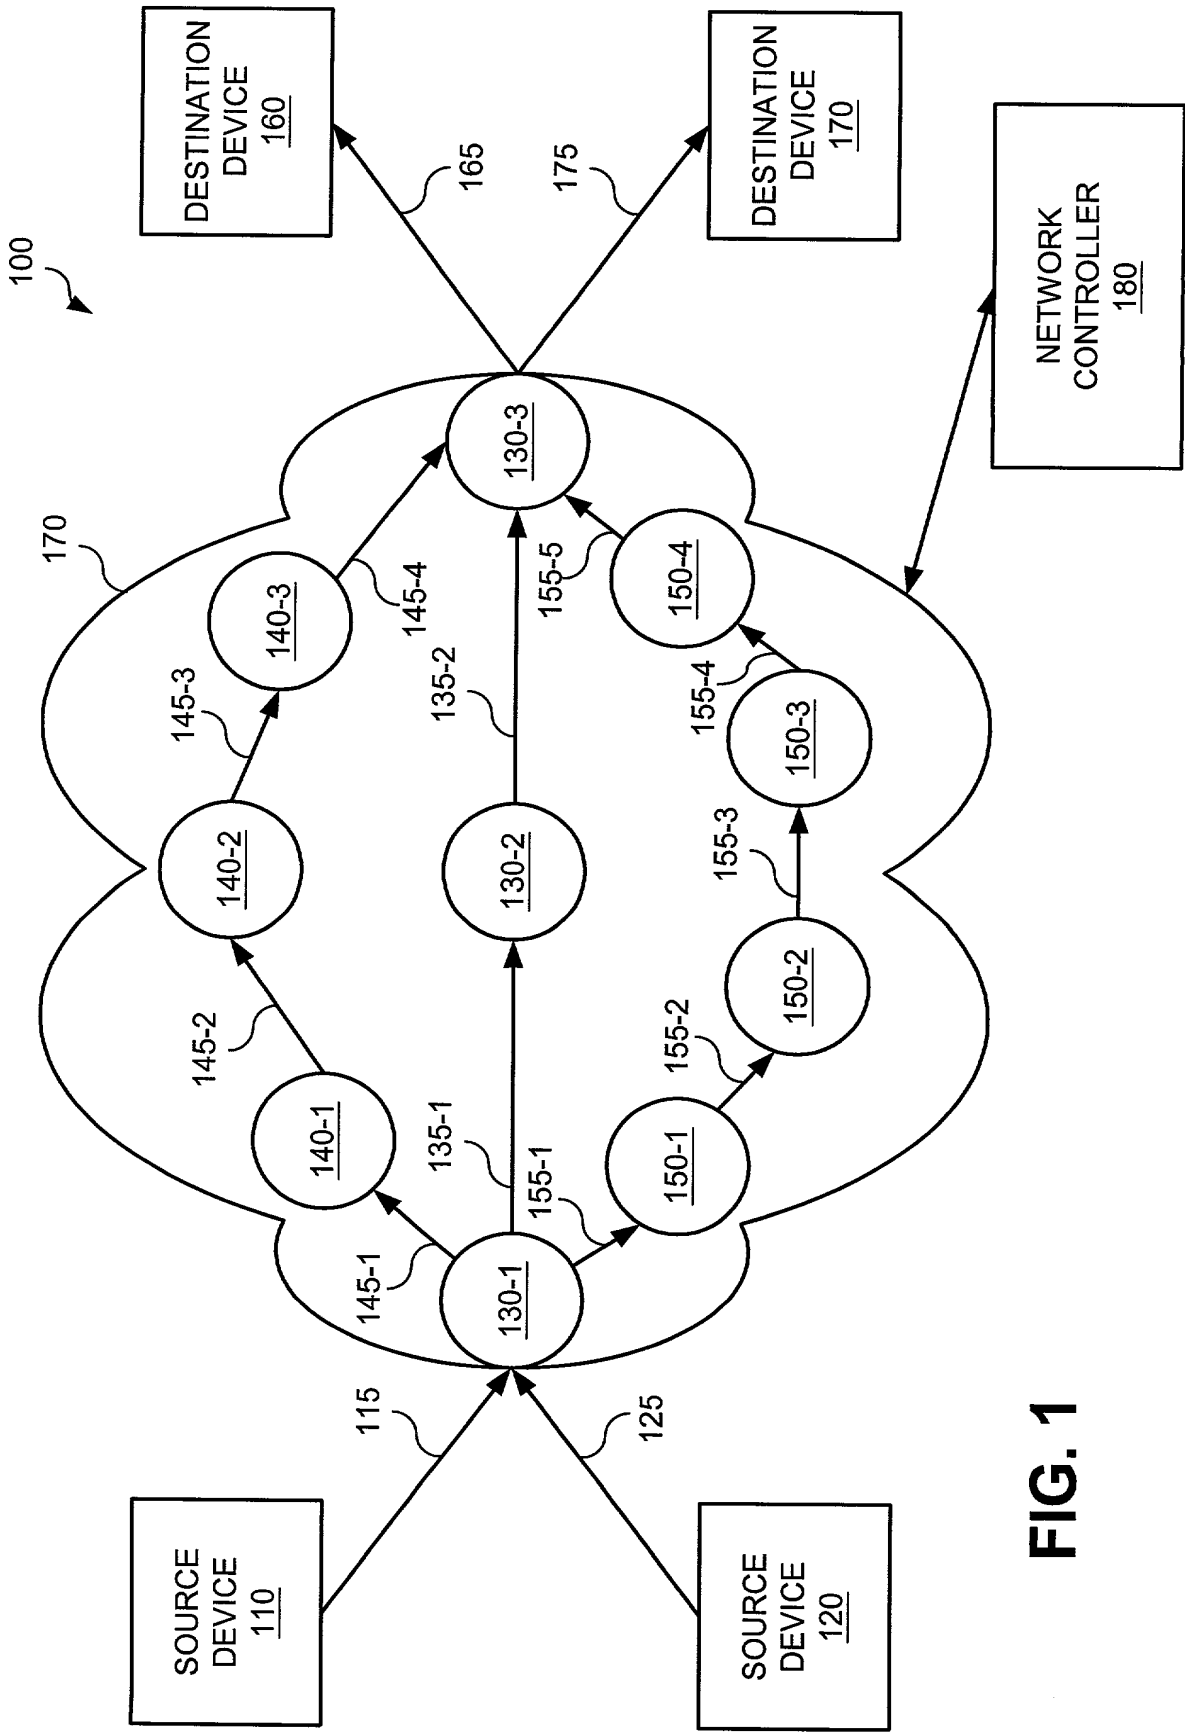 100
170
SOURCE
DEVICE
110
SOURCE
DEVICE
120
115
125
130-1
145-1
140-1
145-2
140-2
145-3
140-3
145-4
135-1
130-2
135-2
130-3
155-1
150-1
155-2
150-2
155-3
150-3
155-4
150-4
155-5
165
175
DESTINATION
DEVICE
160
DESTINATION
DEVICE
170
NETWORK
CONTROLLER
180
FIG. 1